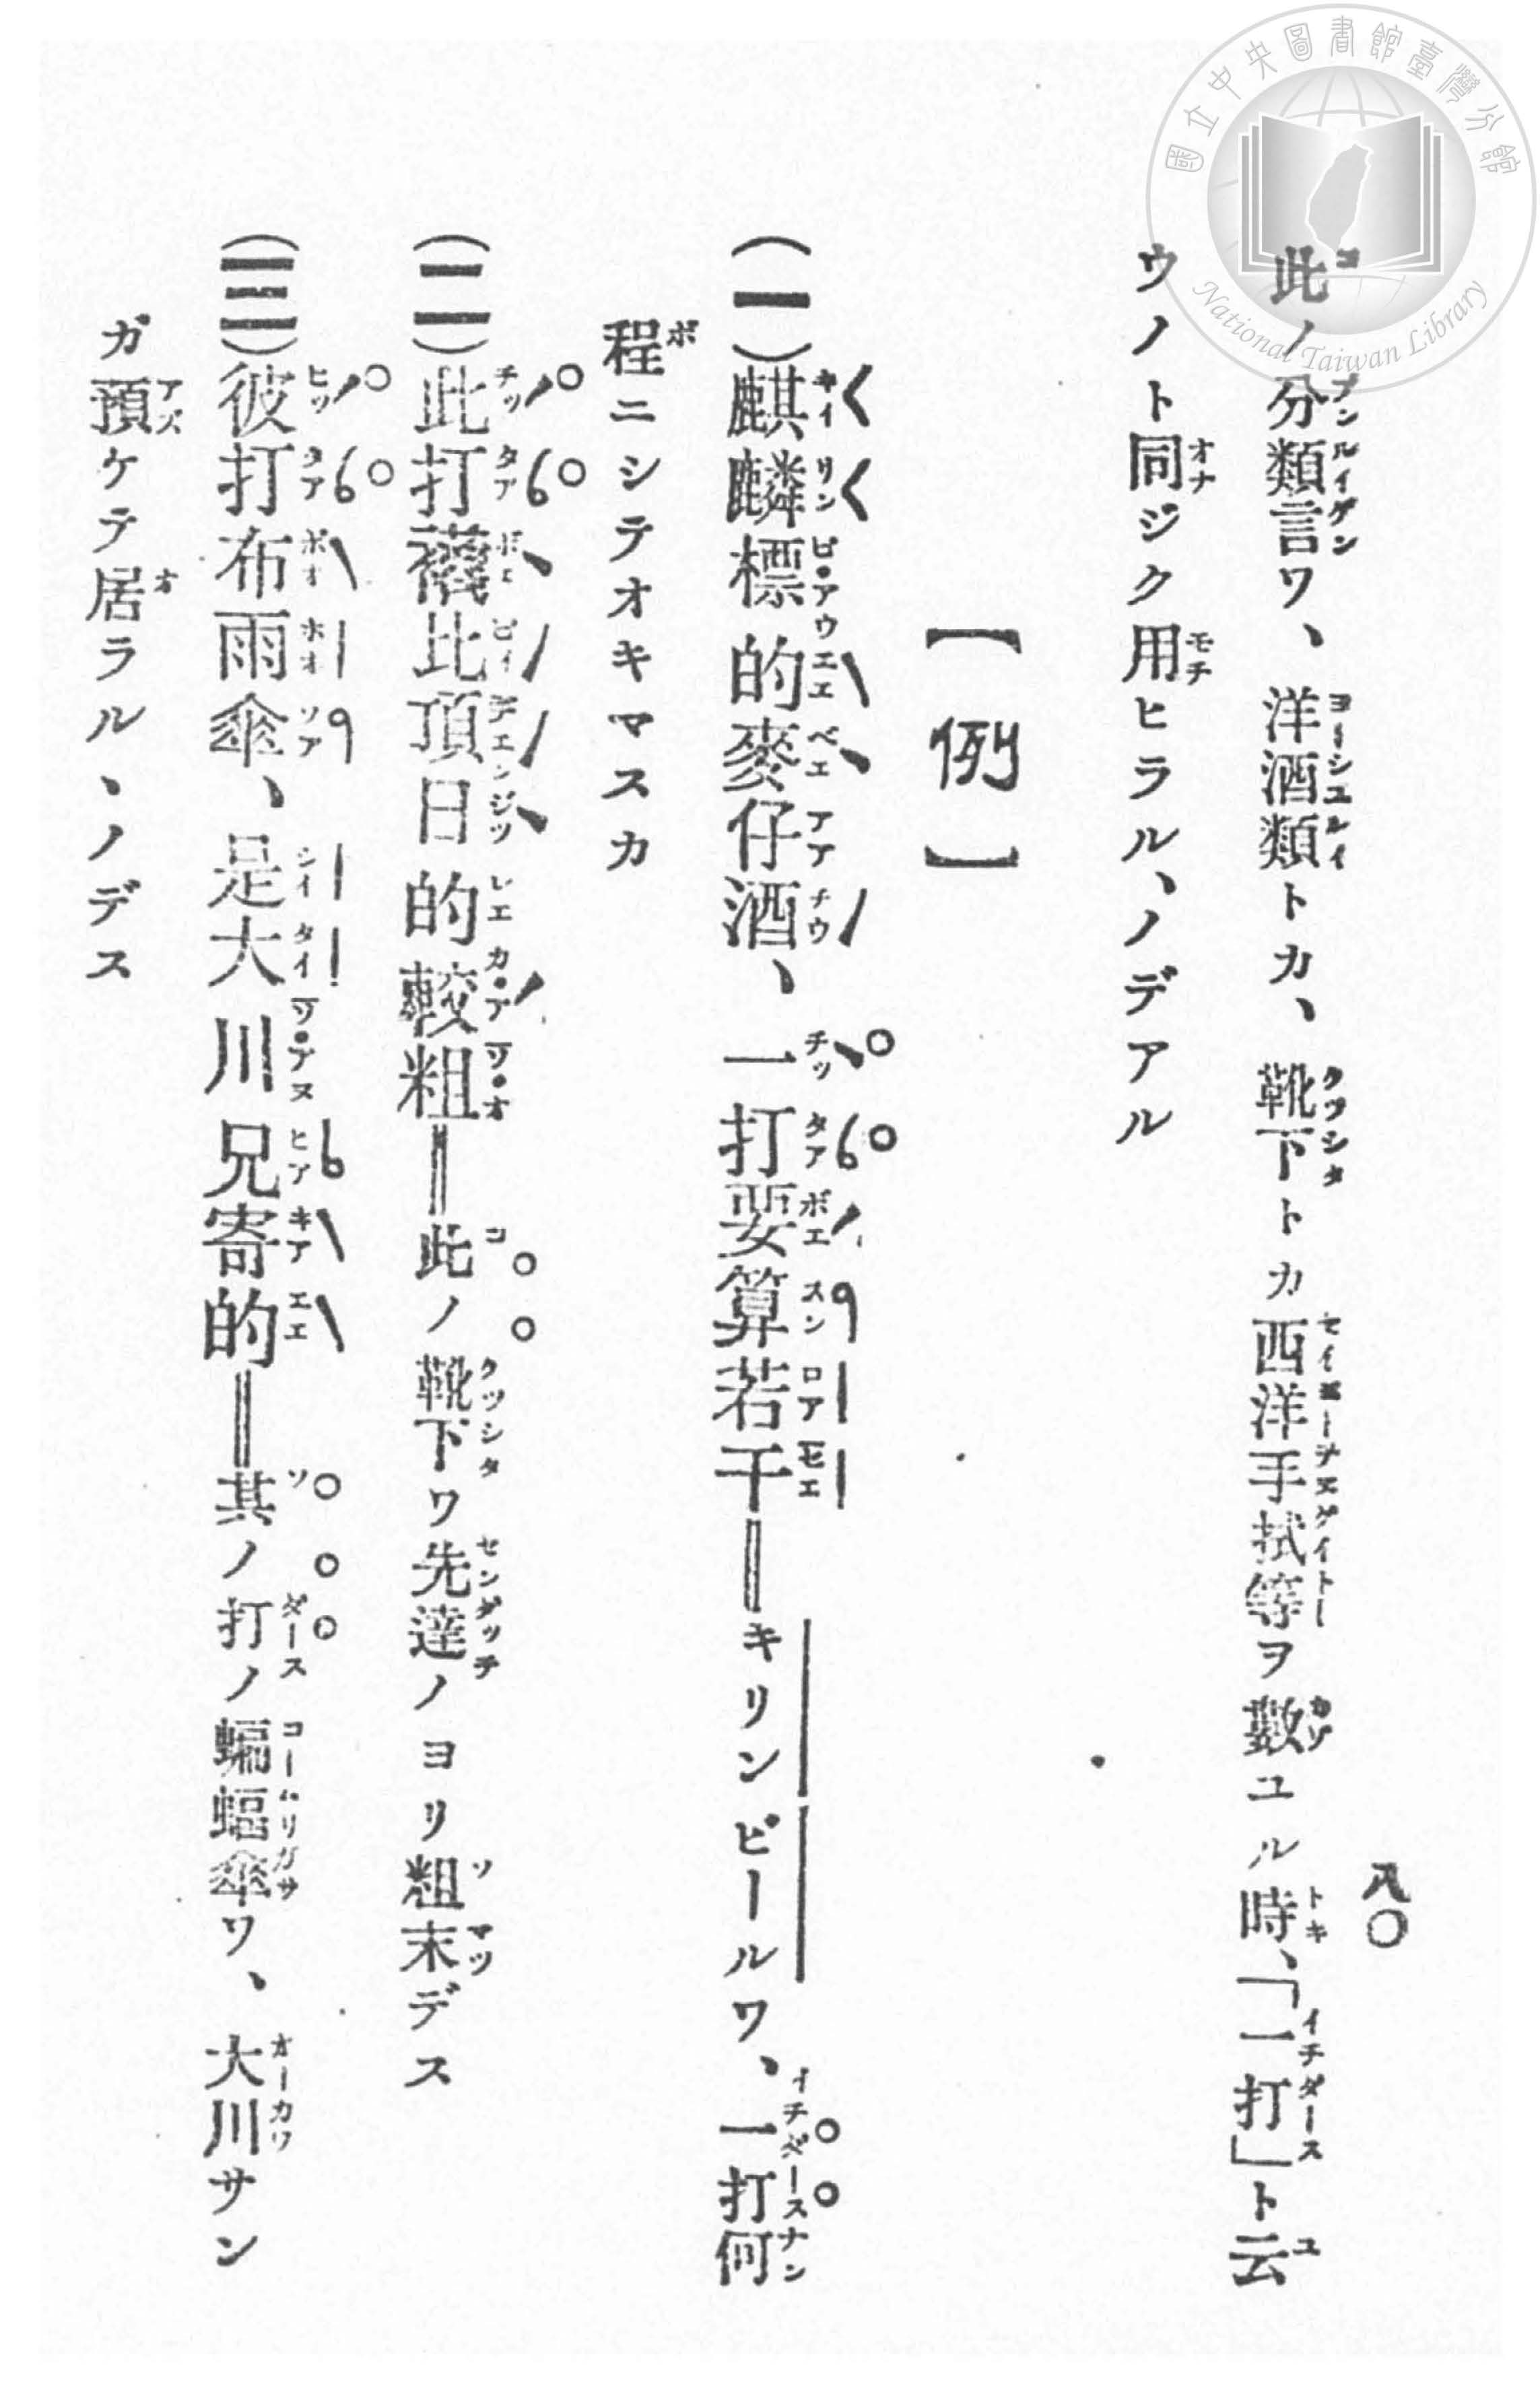 國立中央圖書館臺灣分館
National Taiwan Library
八〇
此ノ分類言ワ、洋酒類トカ、靴下トカ西洋手拭等ヲ數ユル時、「一打」ト云
ウノト同ジク用ヒラル、ノデアル
【例】
(一)麒麟標的麥仔酒、一打要算若干＝キリンビールワ、一打何
程ニシテオキマスカ
(二)此打襪比頂日的較粗＝此ノ靴下ワ先達ノヨリ粗末デス
(三)彼打布雨傘、是大川兄寄的＝其ノ打ノ蝙蝠傘ワ、大川サン
ガ預ケテ居ラル、ノデス